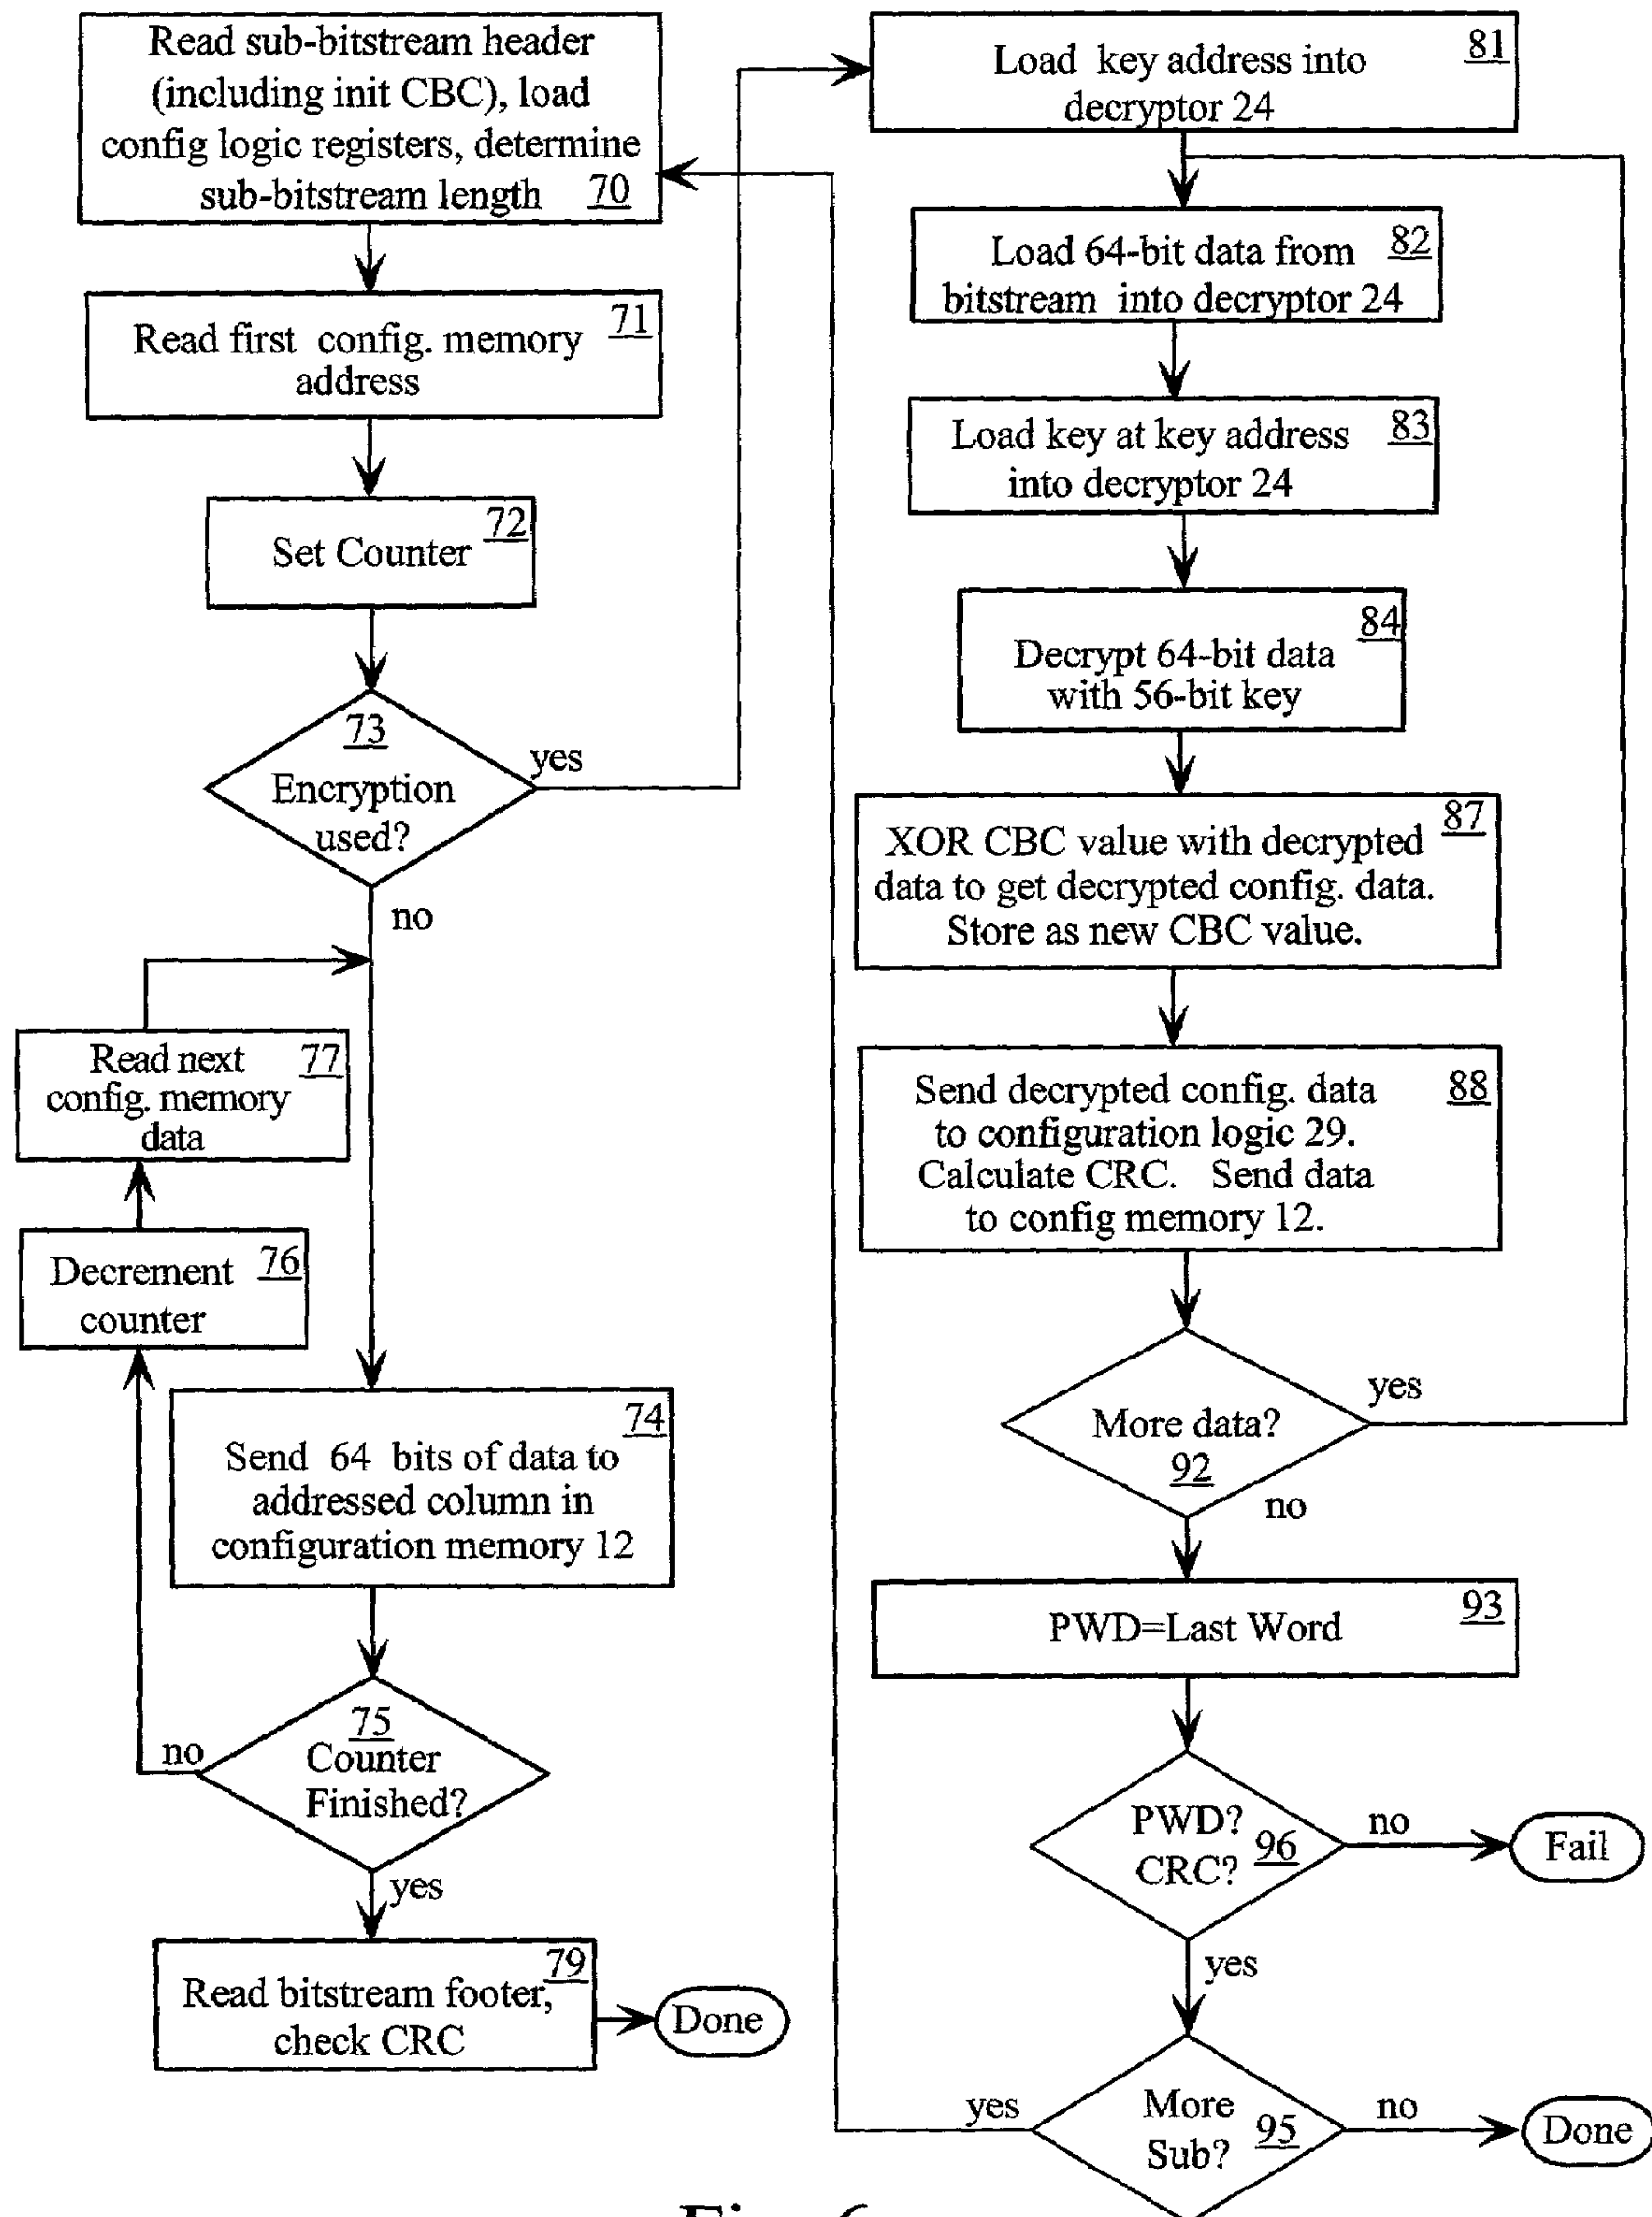 Read sub-bitstream header
(including init CBC), load
config logic registers, determine
sub-bitstream length 70
Read first config. memory 71
address
Set Counter 72
73
Encryption
used?
yes
no
Read next 77
config. memory
data
Decrement 76
counter
74
Send 64 bits of data to
addressed column in
configuration memory 12
75
Counter
Finished?
no
yes
79
Read bitstream footer,
check CRC
Done
81
Load key address into
decryptor 24
Load 64-bit data from 82
bitstream into decryptor 24
Load key at key address 83
into decryptor 24
84
Decrypt 64-bit data
with 56-bit key
87
XOR CBC value with decrypted
data to get decrypted config. data.
Store as new CBC value.
Send decrypted config. data 88
to configuration logic 29.
Calculate CRC. Send data
to config memory 12.
More data?
92
yes
no
93
PWD=Last Word
PWD?
CRC? 96
no
Fail
yes
More
Sub? 95
yes
no
Done